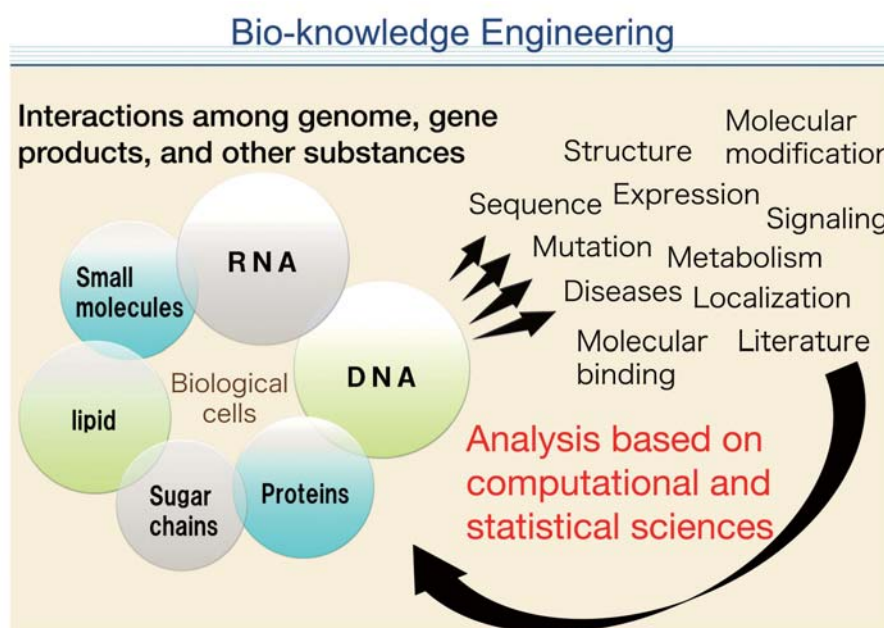 Bio-knowledge Engineering
Interactions among genome, gene
products, and other substances
Structure
Molecular
modification
Sequence
Expression
Signaling
Mutation
Metabolism
Diseases
Localization
Molecular
binding
Literature
RNA
Small
molecules
DNA
Biological
cells
lipid
Sugar
chains
Proteins
Analysis based on
computational and
statistical sciences